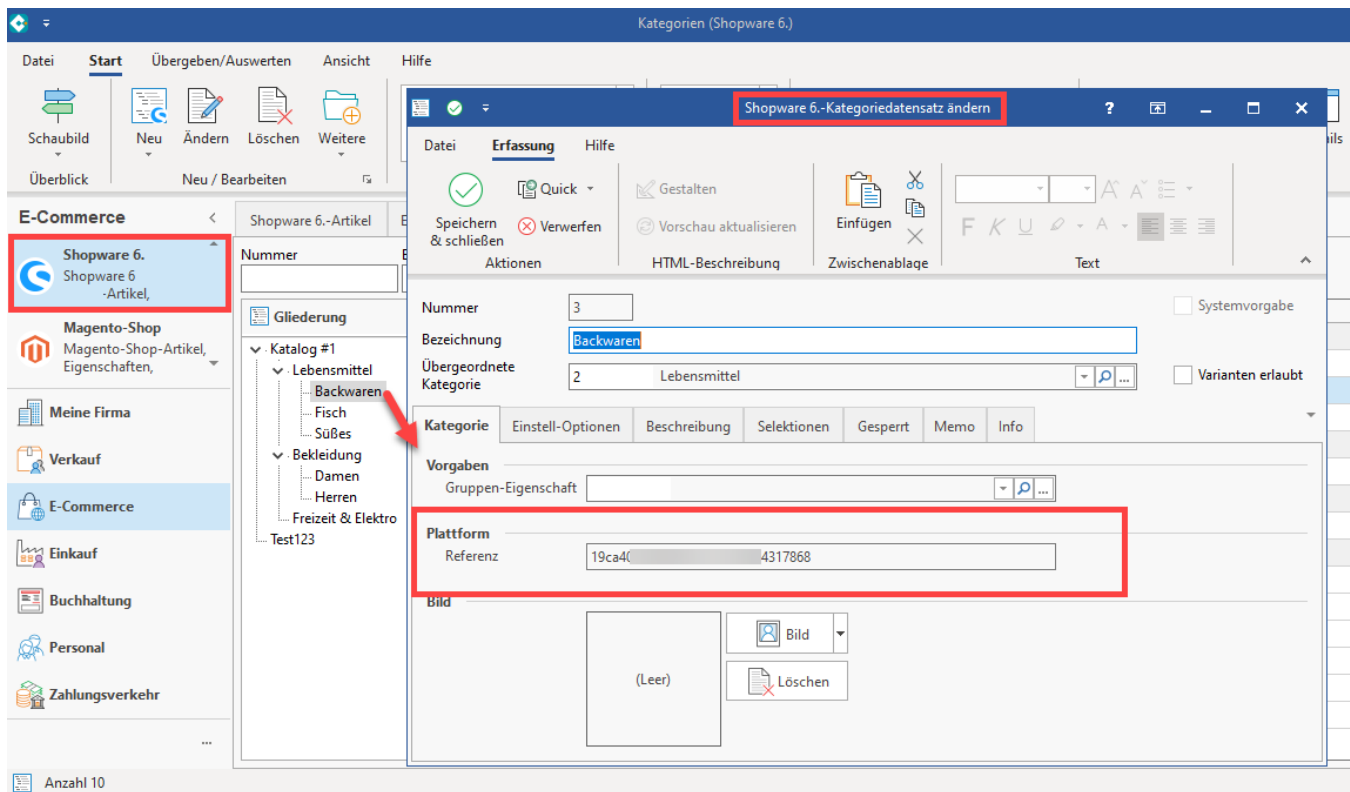 Kategorien (Shopware 6.)
Datei Start Übergeben/Auswerten Ansicht Hilfe
Schaubild
Neu
Ändern
Löschen
Weitere
Überblick
Neu / Bearbeiten
ils
E-Commerce
Shopware 6.
Shopware 6
-Artikel,
Magento-Shop
Magento-Shop-Artikel,
Eigenschaften,
Meine Firma
Verkauf
E-Commerce
Einkauf
Buchhaltung
Personal
Zahlungsverkehr
...
Anzahl 10
Shopware 6.-Artikel
Nummer
Gliederung
Katalog #1
Lebensmittel
Backwaren
Fisch
Süßes
Bekleidung
Damen
Herren
Freizeit & Elektro
Test123
Shopware 6.-Kategoriedatensatz ändern
?
Datei Erfassung Hilfe
Speichern
& schließen
Quick
Verwerfen
Aktionen
Gestalten
Vorschau aktualisieren
HTML-Beschreibung
Einfügen
Zwischenablage
A A
F K U A
Text
Nummer 3
Systemvorgabe
Bezeichnung Backwaren
Übergeordnete
Kategorie
2 Lebensmittel
...
Varianten erlaubt
Kategorie Einstell-Optionen Beschreibung Selektionen Gesperrt Memo Info
Vorgaben
Gruppen-Eigenschaft
...
Plattform
Referenz 19ca40 4317868
Bild
(Leer)
Bild
Löschen